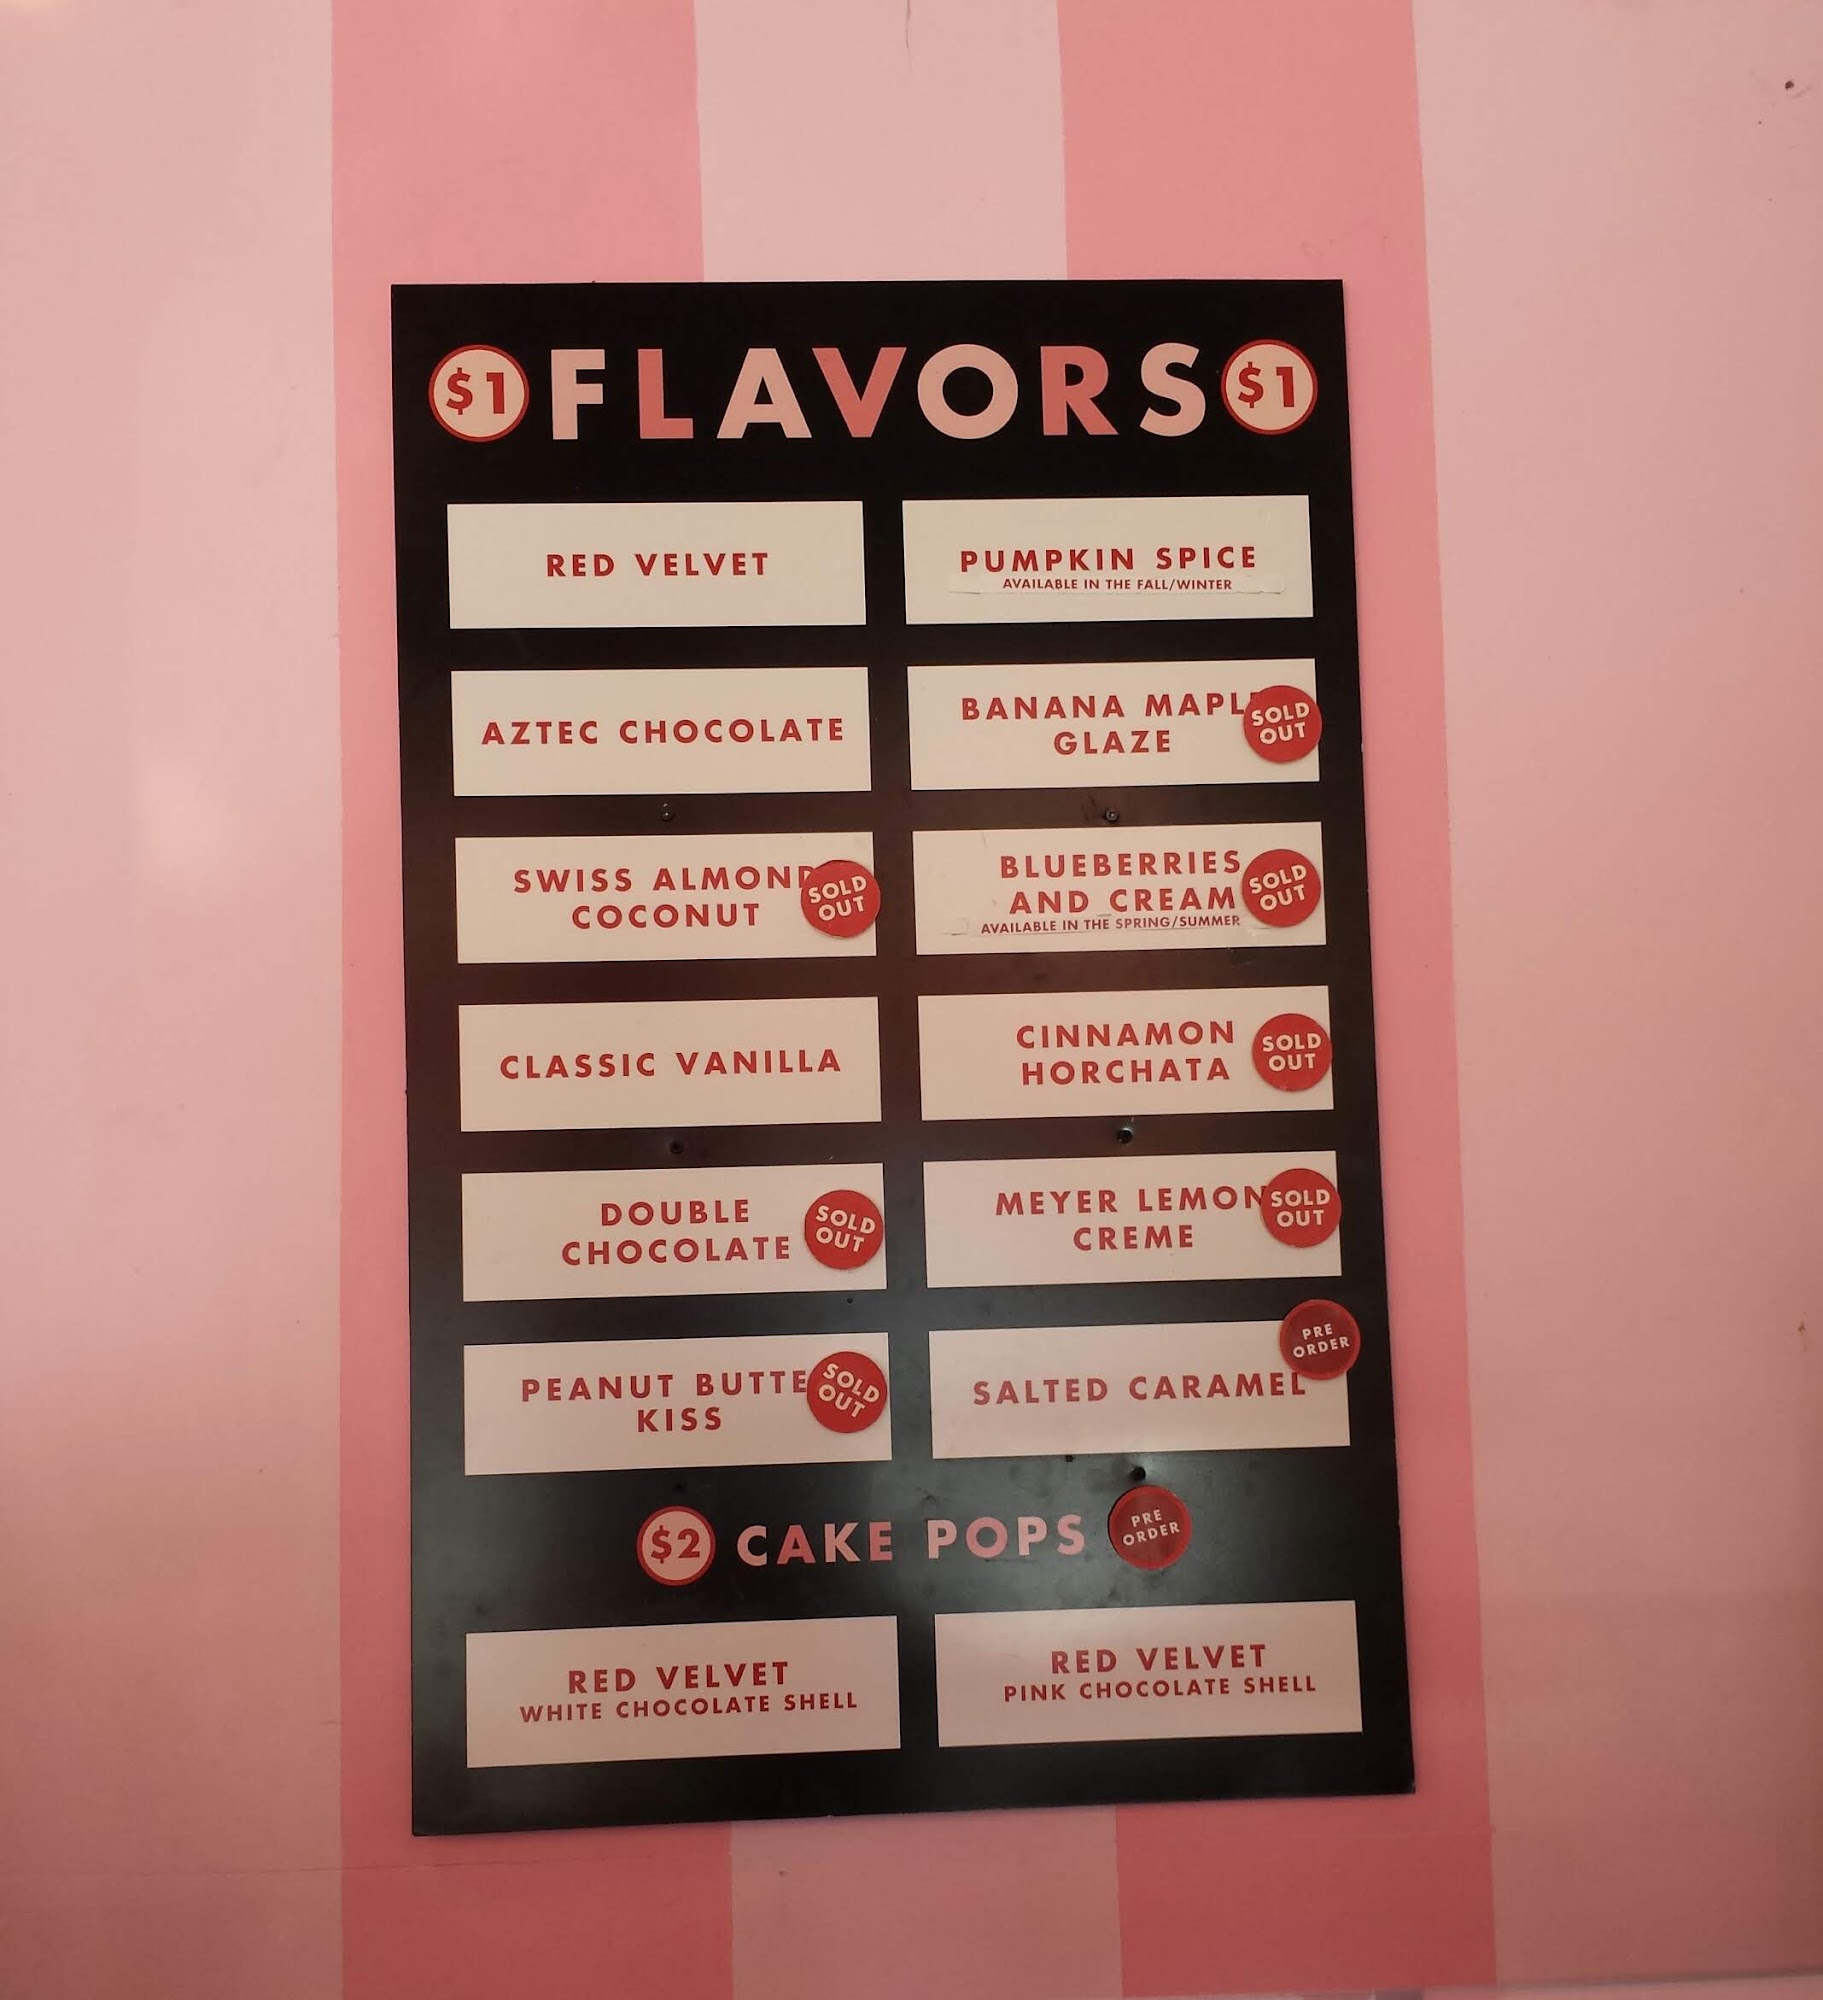 $1 FLAVORS $1
RED VELVET
PUMPKIN SPICE
AVAILABLE IN THE FALL/WINTER
AZTEC CHOCOLATE
BANANA MAPLE
GLAZE
SOLD
OUT
SWISS ALMOND
COCONUT
SOLD
OUT
BLUEBERRIES
AND CREAM
AVAILABLE IN THE SPRING/SUMMER
SOLD
OUT
CLASSIC VANILLA
CINNAMON
HORCHATA
SOLD
OUT
DOUBLE
CHOCOLATE
SOLD
OUT
MEYER LEMON
CREME
SOLD
OUT
PEANUT BUTTE
KISS
SOLD
OUT
SALTED CARAMEL
PRE
ORDER
$2 CAKE POPS
PRE
ORDER
RED VELVET
WHITE CHOCOLATE SHELL
RED VELVET
PINK CHOCOLATE SHELL